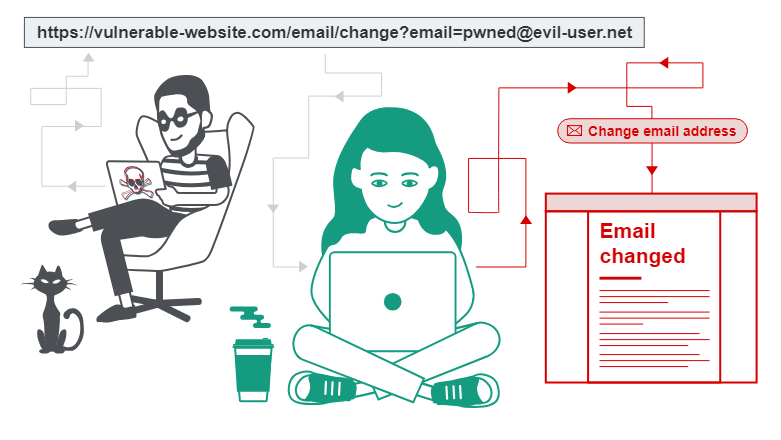 https://vulnerable-website.com/email/change?email=pwned@evil-user.net
Change email address
Email
changed